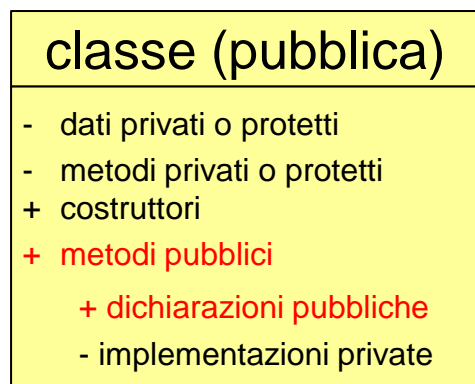 classe (pubblica)
- dati privati o protetti
- metodi privati o protetti
+ costruttori
+ metodi pubblici
+ dichiarazioni pubbliche
- implementazioni private